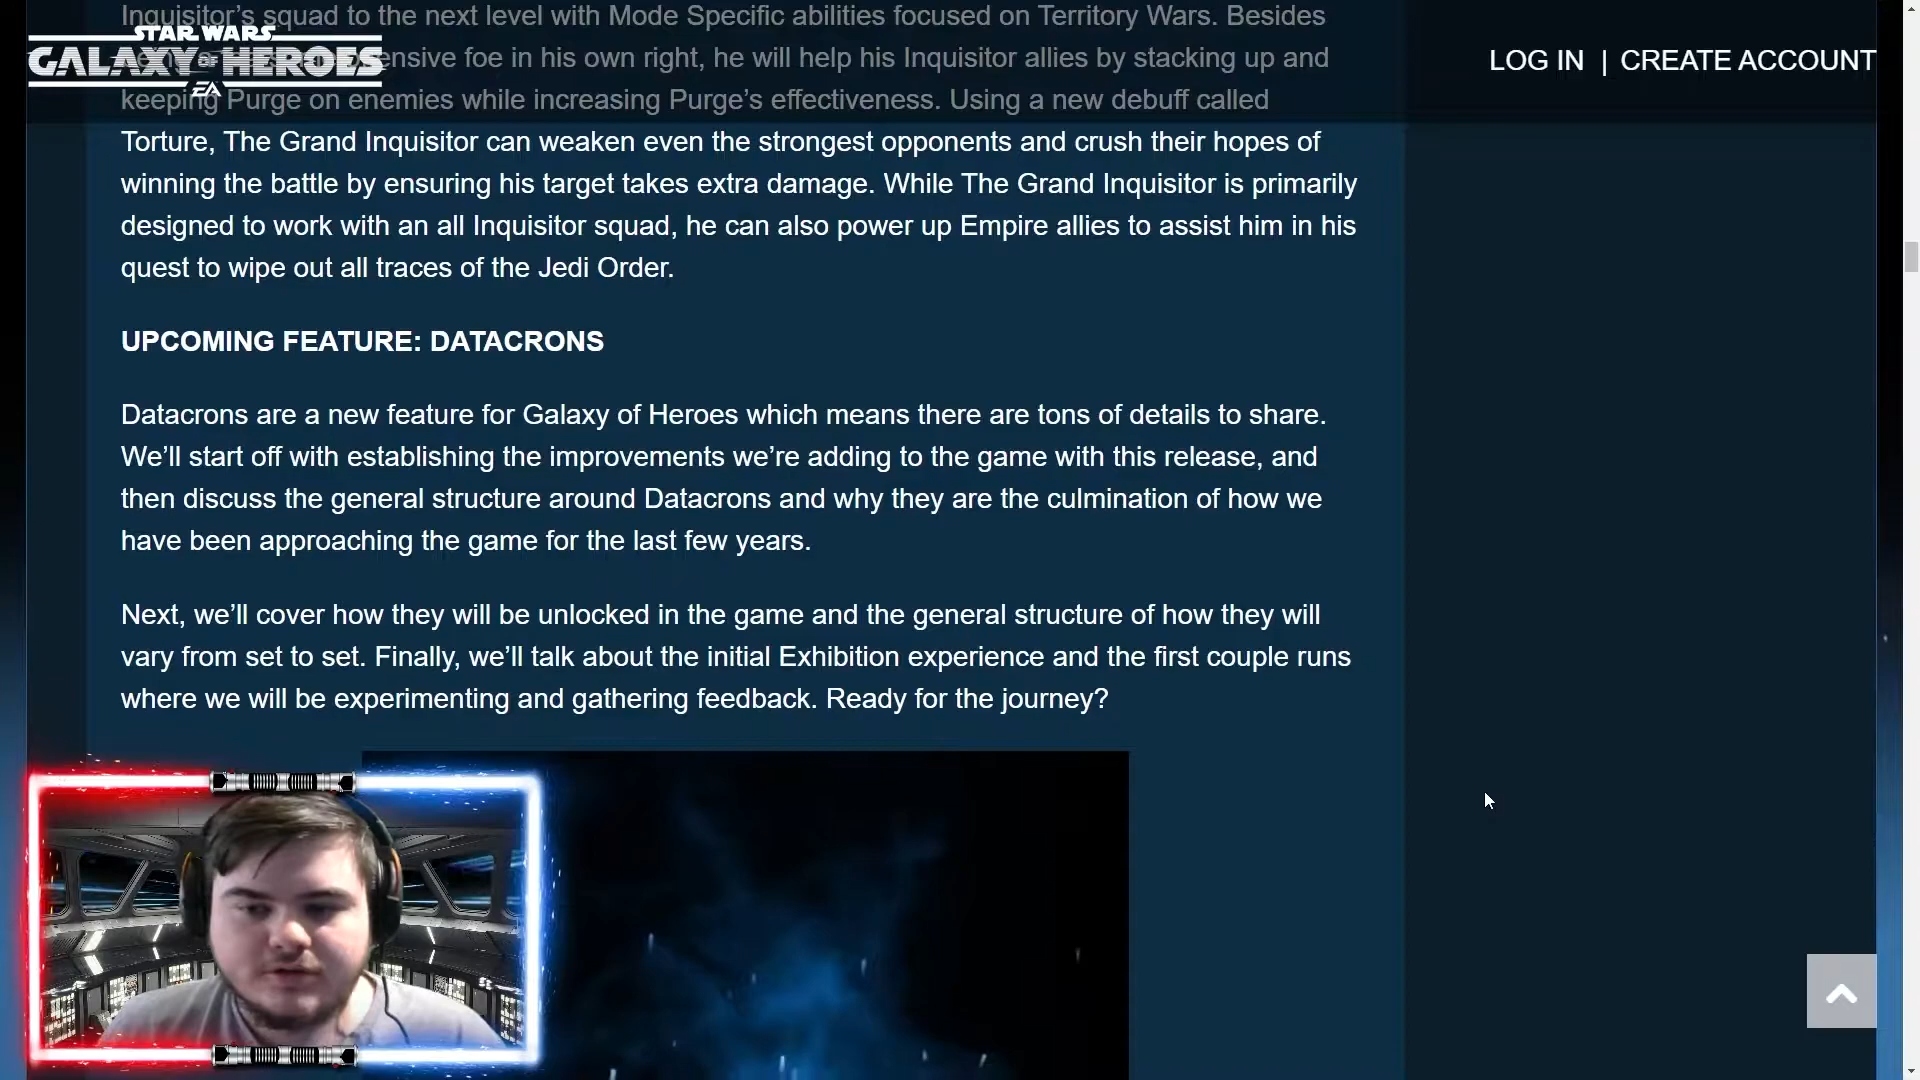 Inquisitor's squad to the next level with Mode Specific abilities focused on Territory Wars. Besides
STAR WARS
GALAXY OF HEROES
EA
LOG IN | CREATE ACCOUNT
foe in his own right, he will help his Inquisitor allies by stacking up and
keeping Purge on enemies while increasing Purge's effectiveness. Using a new debuff called
Torture, The Grand Inquisitor can weaken even the strongest opponents and crush their hopes of
winning the battle by ensuring his target takes extra damage. While The Grand Inquisitor is primarily
designed to work with an all Inquisitor squad, he can also power up Empire allies to assist him in his
quest to wipe out all traces of the Jedi Order.
UPCOMING FEATURE: DATACRONS
Datacrons are a new feature for Galaxy of Heroes which means there are tons of details to share.
We'll start off with establishing the improvements we're adding to the game with this release, and
then discuss the general structure around Datacrons and why they are the culmination of how we
have been approaching the game for the last few years.
Next, we'll cover how they will be unlocked in the game and the general structure of how they will
vary from set to set. Finally, we'll talk about the initial Exhibition experience and the first couple runs
where we will be experimenting and gathering feedback. Ready for the journey?